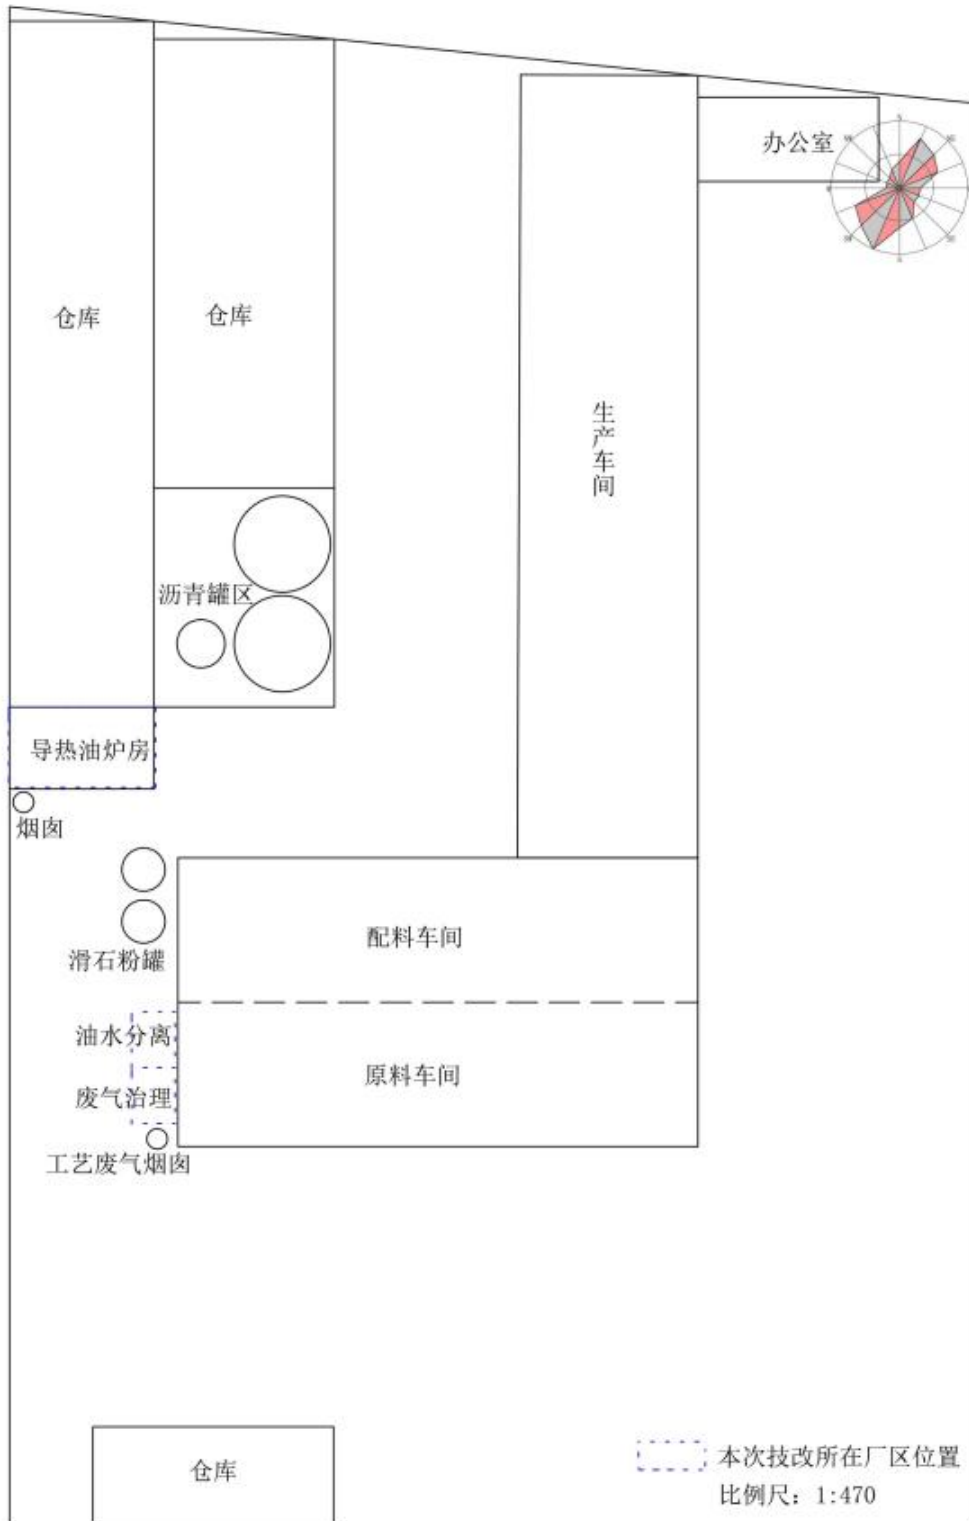 办公室
仓库
仓库
生产车间
沥青罐区
导热油炉房
烟囱
配料车间
滑石粉罐
油水分离
原料车间
废气治理
工艺废气烟囱
仓库
本次技改所在厂区位置
比例尺：1:470